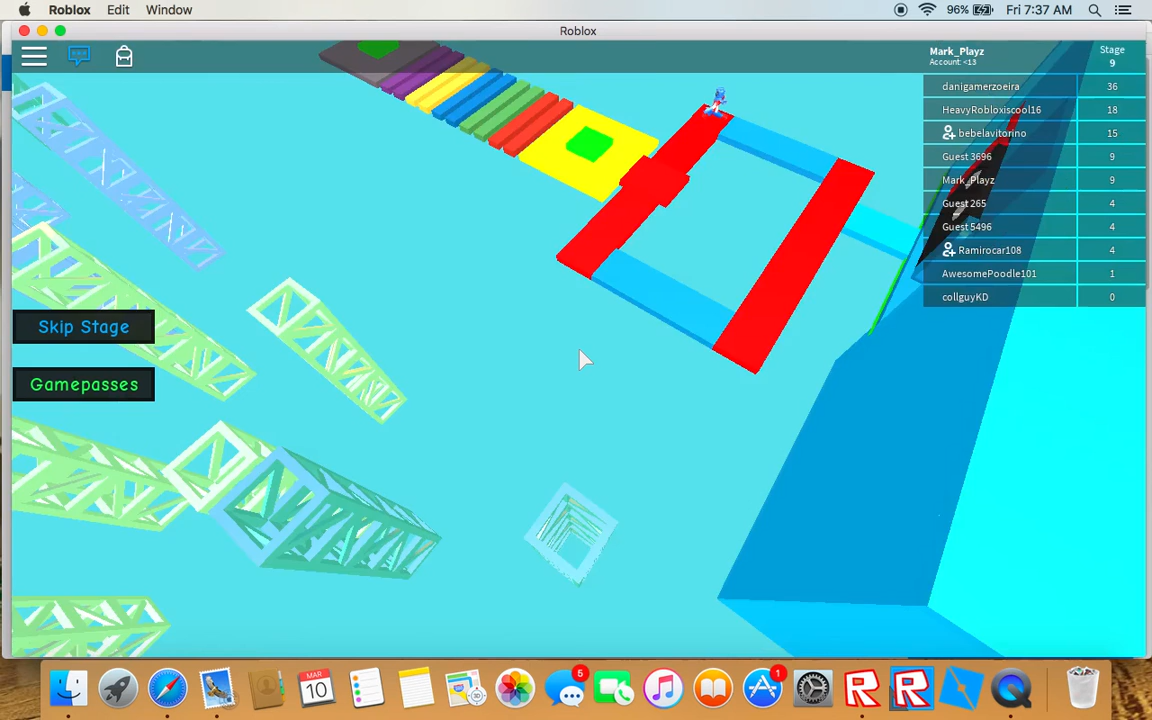 Roblox Edit Window 96% Fri 7:37 AM
Roblox
Mark_Playz
Account: <13
Stage
9
danigamerzoeira 36
HeavyRobloxiscool16 18
bebelavitorino 15
Guest 3696 9
Mark_Playz 9
Guest 265 4
Guest 5496 4
Ramirocar108 4
AwesomePoodle101 1
collguyKD 0
Skip Stage
Gamepasses
MAR
10
5
1